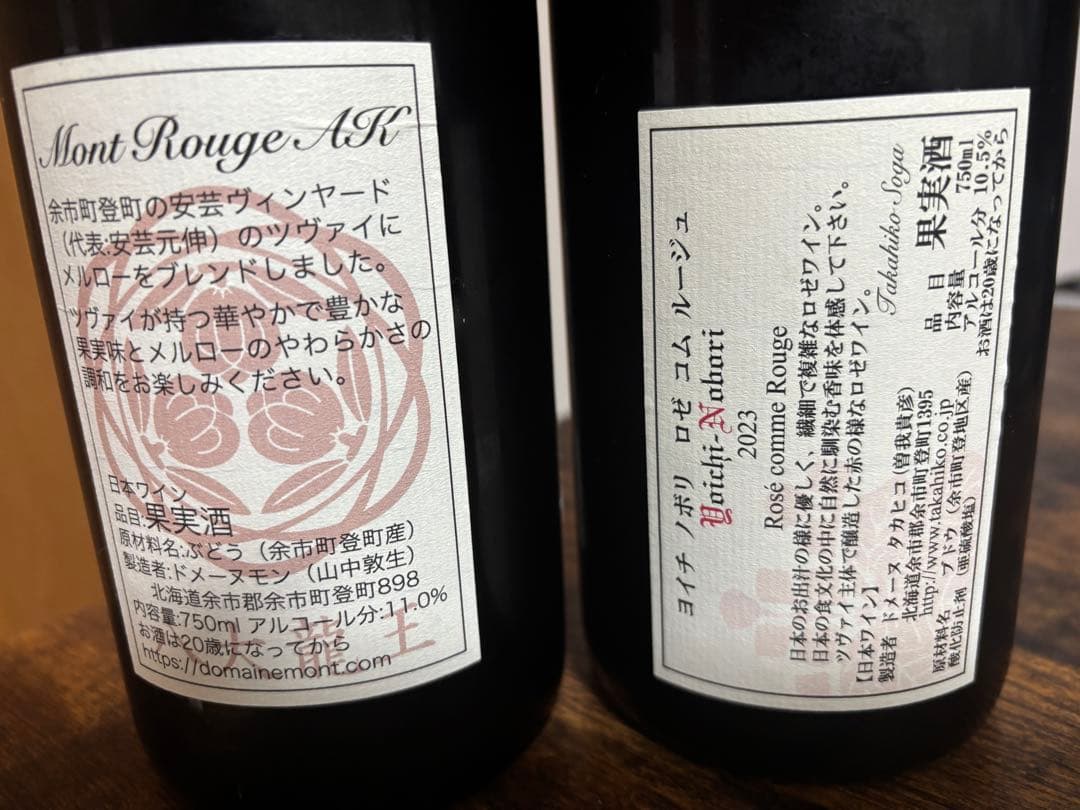 Mont Rouge AK
余市町登町の安芸ヴィンヤード
(代表:安芸元伸)のツヴァイに
メルローをブレンドしました。
ツヴァイが持つ華やかで豊かな
果実味とメルローのやわらかさの
調和をお楽しみください。
日本ワイン
品目:果実酒
原材料名:ぶどう(余市町登町産)
製造者:ドメーヌモン(山中敦生)
北海道余市郡余市町登町898
内容量:750ml アルコール分:11.0%
お酒は20歳になってから
https://domainemont.com
ヨイチ ノボリ ロゼ コム ルージュ
Yoichi-Nobori
2023
Rosé comme Rouge
日本のお出汁の様に優しく、繊細で複雑なロゼワイン。
日本の食文化の中に自然に馴染む香味を体感して下さい。
ツヴァイ主体で醸造した赤の様なロゼワイン。
Takahiko Soga
【日本ワイン】
製造者 ドメーヌ タカヒコ(曽我貴彦)
北海道余市郡余市町登町1395
http://www.takahiko.co.jp
原材料名 ブドウ(余市町登地区産)
酸化防止剤(亜硫酸塩)
品目 果実酒
内容量 750ml
アルコール分 10.5%
お酒は20歳になってから